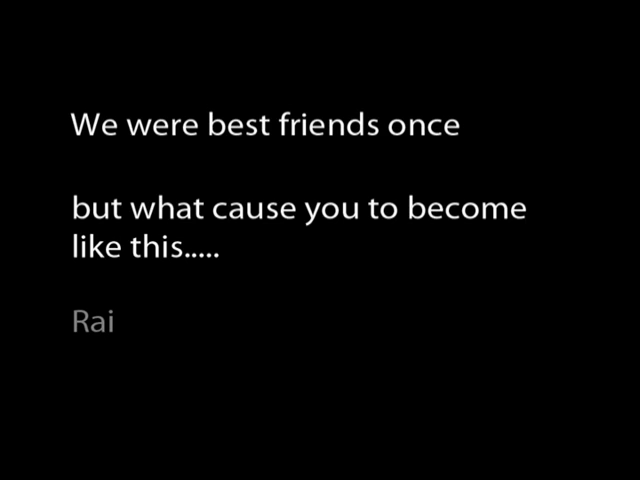 We were best friends once
but what cause you to become
like this.....
Rai